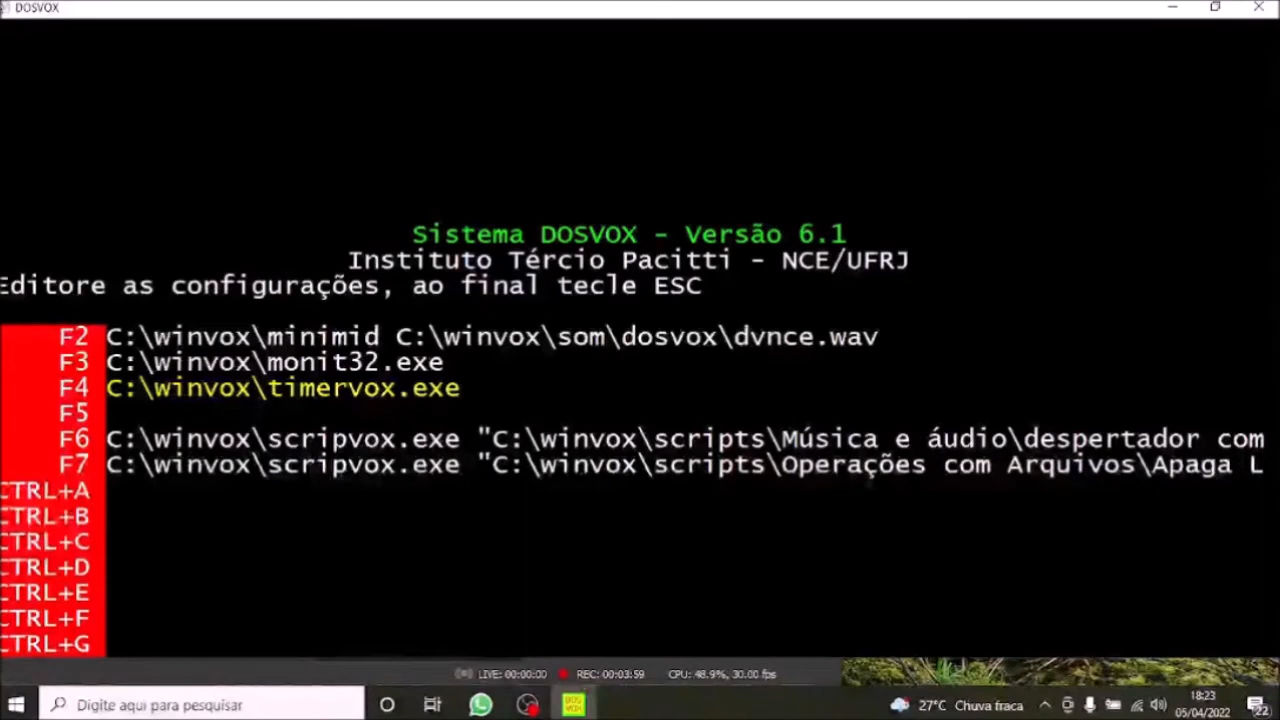 DOSVOX
Sistema DOSVOX - Versão 6.1
Instituto Tércio Pacitti - NCE/UFRJ
Editore as configurações, ao final tecle ESC
F2 C:\winvox\minimid C:\winvox\som\dosvox\dvnce.wav
F3 C:\winvox\monit32.exe
F4 C:\winvox\timervox.exe
F5
F6 C:\winvox\scripvox.exe "C:\winvox\scripts\Música e áudio\despertador com
F7 C:\winvox\scripvox.exe "C:\winvox\scripts\Operações com Arquivos\Apaga L
CTRL+A
CTRL+B
CTRL+C
CTRL+D
CTRL+E
CTRL+F
CTRL+G
LIVE: 00:00:00 REC: 00:03:59 CPU: 48.9%, 30.00 fps
Digite aqui para pesquisar
DOS
VOX
27°C Chuva fraca
18:23
05/04/2022
22